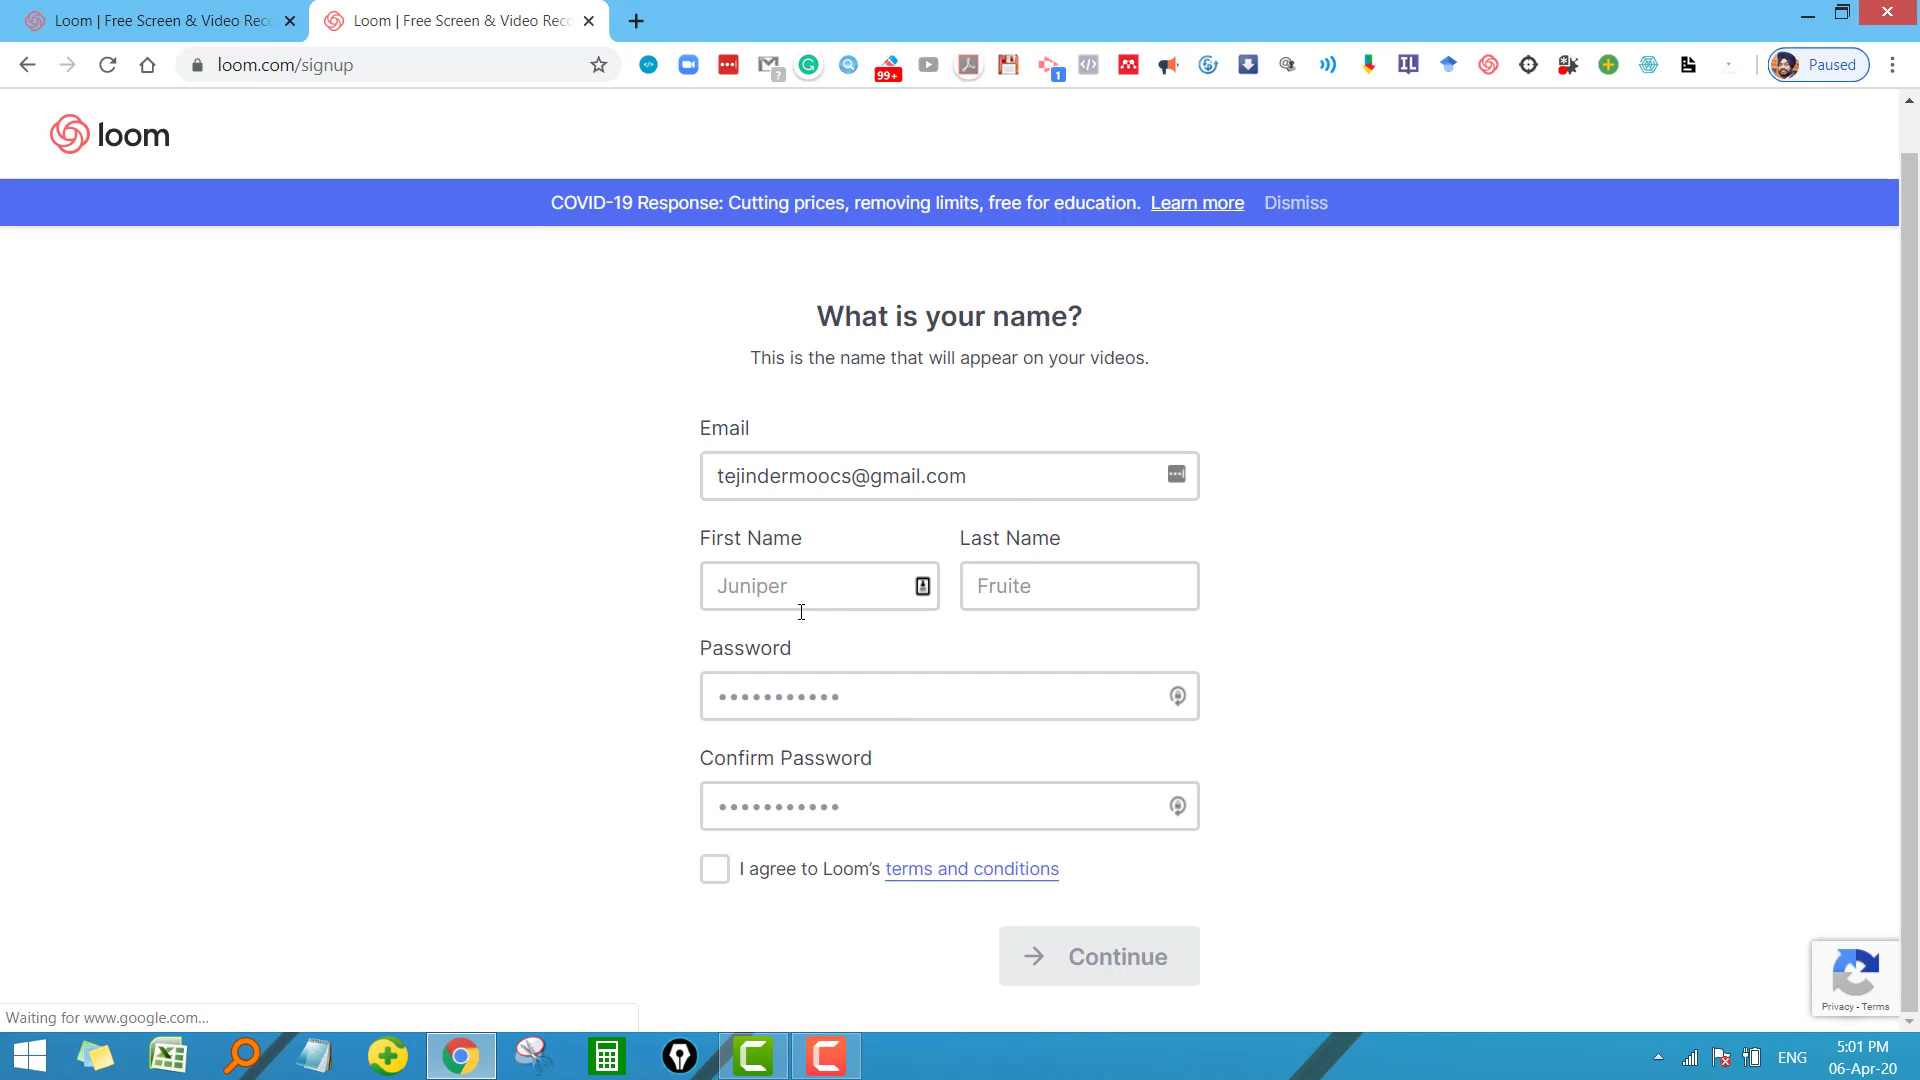 Loom | Free Screen & Video Rec
Loom | Free Screen & Video Reco
loom.com/signup
?
99+
1
IL
Paused
loom
COVID-19 Response: Cutting prices, removing limits, free for education. Learn more Dismiss
What is your name?
This is the name that will appear on your videos.
Email
tejindermoocs@gmail.com
First Name Last Name
Juniper Fruite
Password
Confirm Password
I agree to Loom's terms and conditions
Continue
Privacy - Terms
Waiting for www.google.com...
ENG
5:01 PM
06-Apr-20